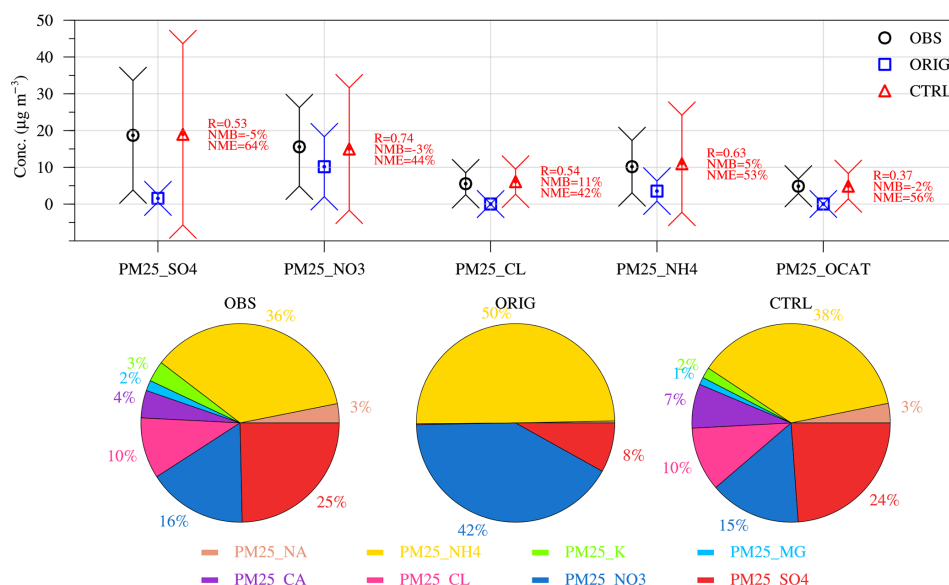 50
40
30
20
10
0
Conc. (μg m⁻³)
OBS
ORIG
CTRL
R=0.53
NMB=-5%
NME=64%
R=0.74
NMB=-3%
NME=44%
R=0.54
NMB=11%
NME=42%
R=0.63
NMB=5%
NME=53%
R=0.37
NMB=-2%
NME=56%
PM25_SO4 PM25_NO3 PM25_CL PM25_NH4 PM25_OCAT
OBS
36%
3%
2%
4%
10%
16%
25%
3%
ORIG
50%
8%
42%
CTRL
38%
2%
1%
7%
10%
15%
24%
3%
PM25_NA PM25_NH4 PM25_K PM25_MG
PM25_CA PM25_CL PM25_NO3 PM25_SO4